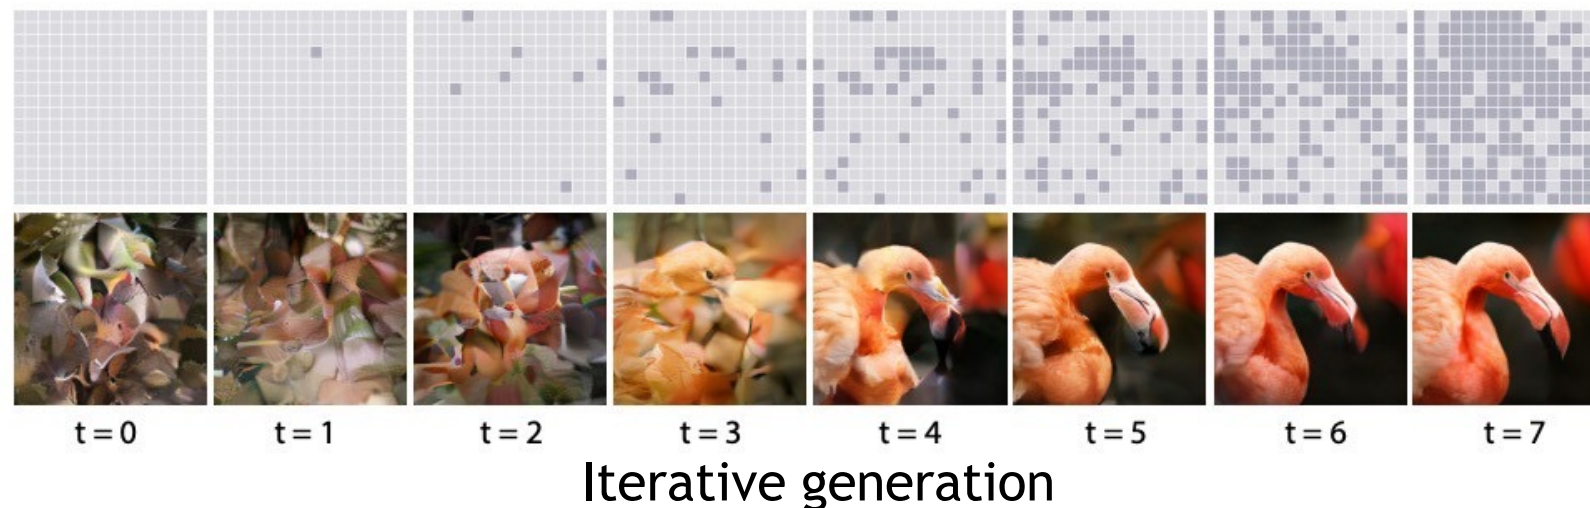 t = 0 t = 1 t = 2 t = 3 t = 4 t = 5 t = 6 t = 7
Iterative generation